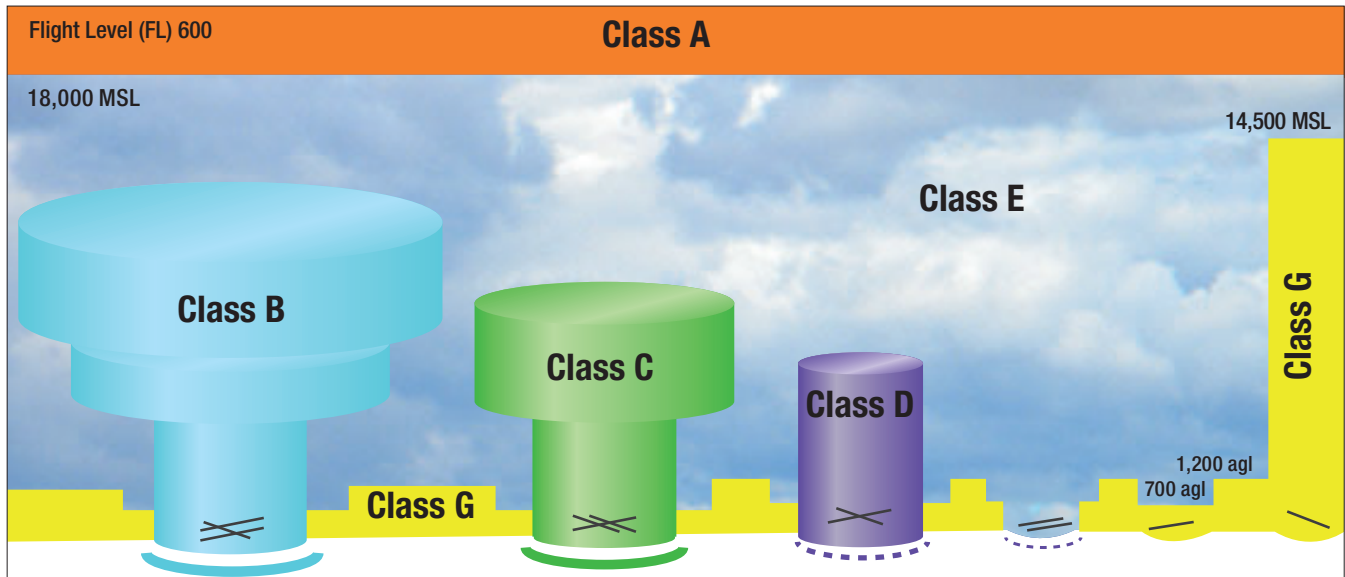 Flight Level (FL) 600
Class A
18,000 MSL
14,500 MSL
Class E
Class B
Class G
Class C
Class D
1,200 agl
700 agl
Class G